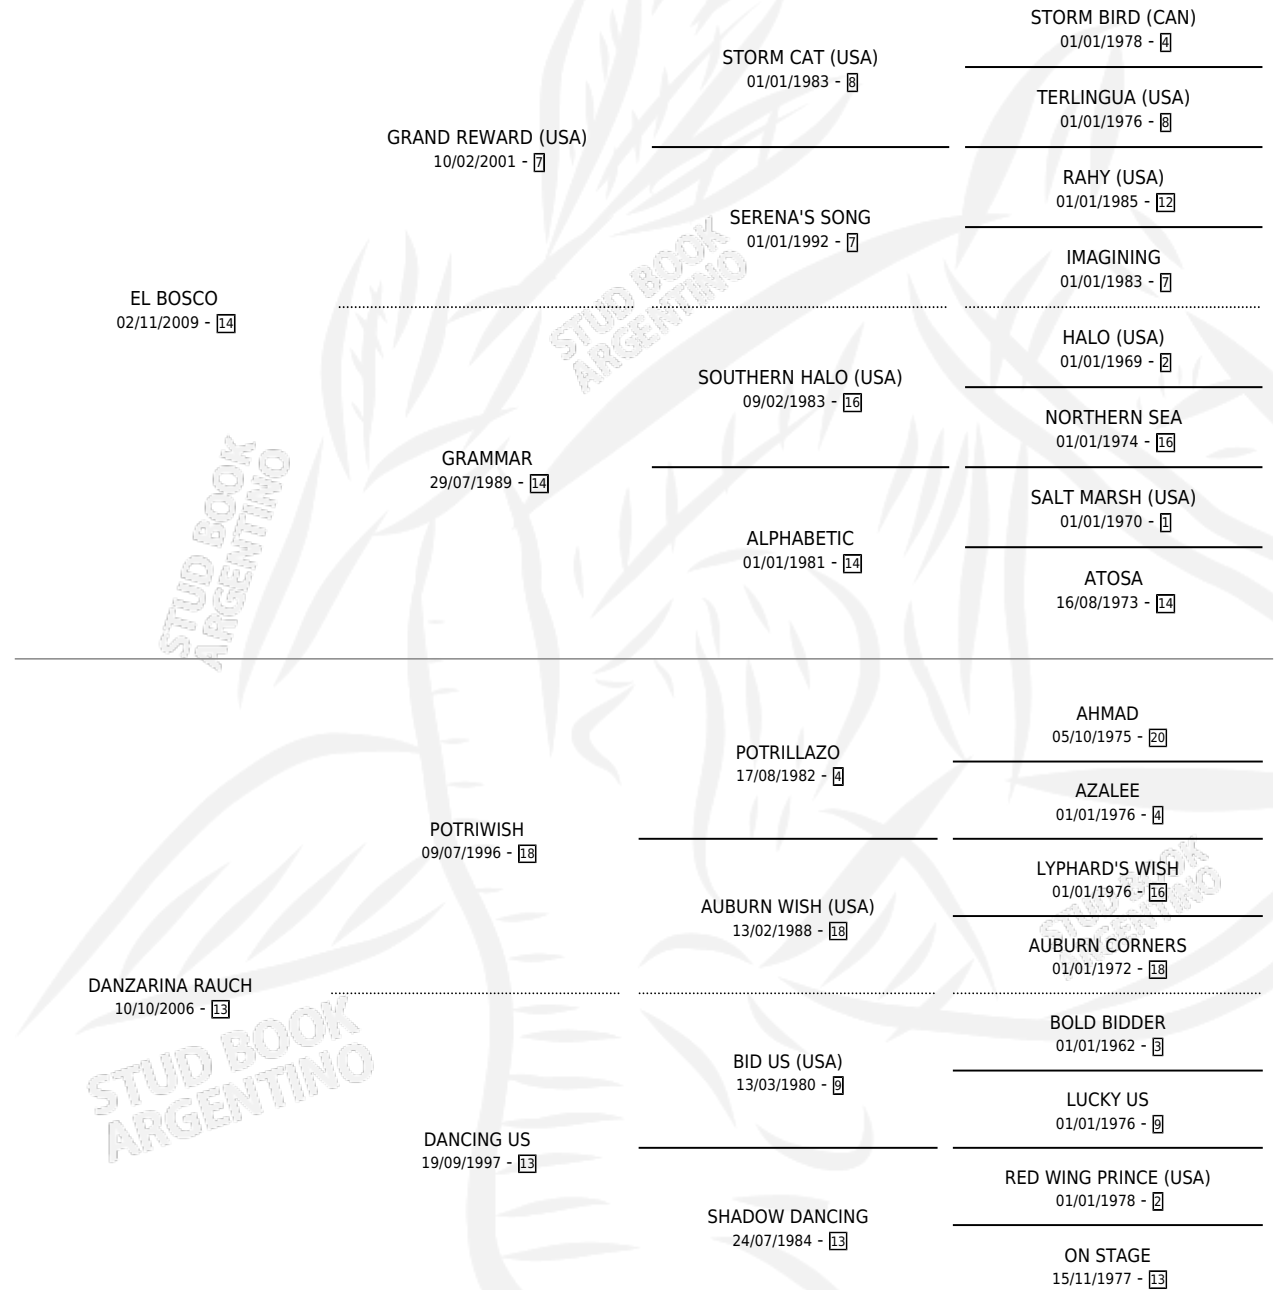 STORM BIRD (CAN)
01/01/1978 - 4
STORM CAT (USA)
01/01/1983 - 8
TERLINGUA (USA)
01/01/1976 - 8
GRAND REWARD (USA)
10/02/2001 - 7
RAHY (USA)
01/01/1985 - 12
SERENA'S SONG
01/01/1992 - 7
IMAGINING
01/01/1983 - 7
EL BOSCO
02/11/2009 - 14
HALO (USA)
01/01/1969 - 2
SOUTHERN HALO (USA)
09/02/1983 - 16
NORTHERN SEA
01/01/1974 - 16
GRAMMAR
29/07/1989 - 14
SALT MARSH (USA)
01/01/1970 - 1
ALPHABETIC
01/01/1981 - 14
ATOSA
16/08/1973 - 14
AHMAD
05/10/1975 - 20
POTRILLAZO
17/08/1982 - 4
AZALEE
01/01/1976 - 4
POTRIWISH
09/07/1996 - 18
LYPHARD'S WISH
01/01/1976 - 16
AUBURN WISH (USA)
13/02/1988 - 18
AUBURN CORNERS
01/01/1972 - 18
DANZARINA RAUCH
10/10/2006 - 13
BOLD BIDDER
01/01/1962 - 3
BID US (USA)
13/03/1980 - 9
LUCKY US
01/01/1976 - 9
DANCING US
19/09/1997 - 13
RED WING PRINCE (USA)
01/01/1978 - 2
SHADOW DANCING
24/07/1984 - 13
ON STAGE
15/11/1977 - 13
STUD BOOK
ARGENTINO
STUD BOOK
ARGENTINO
STUD BOOK
ARGENTINO
STUD BOOK
ARGENTINO